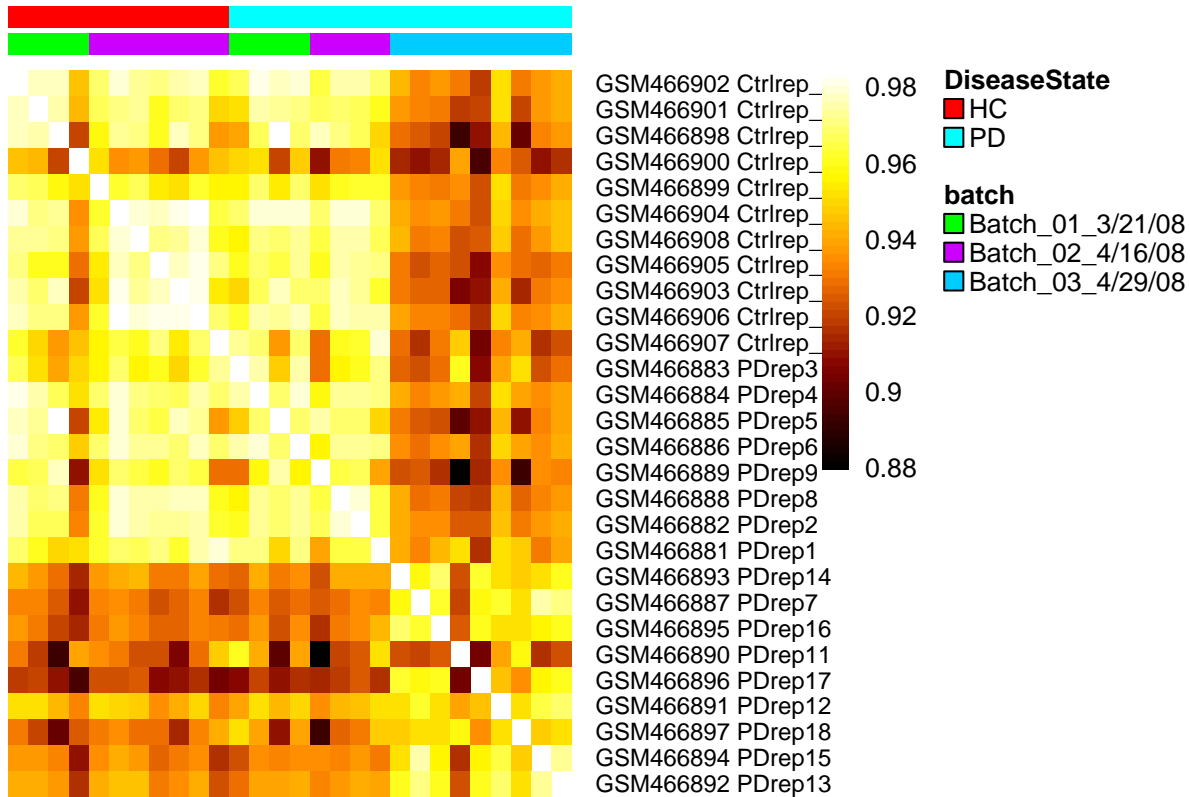 GSM466902 Ctrlrep_
GSM466901 Ctrlrep_
GSM466898 Ctrlrep_
GSM466900 Ctrlrep_
GSM466899 Ctrlrep_
GSM466904 Ctrlrep_
GSM466908 Ctrlrep_
GSM466905 Ctrlrep_
GSM466903 Ctrlrep_
GSM466906 Ctrlrep_
GSM466907 Ctrlrep_
GSM466883 PDrep3
GSM466884 PDrep4
GSM466885 PDrep5
GSM466886 PDrep6
GSM466889 PDrep9
GSM466888 PDrep8
GSM466882 PDrep2
GSM466881 PDrep1
GSM466893 PDrep14
GSM466887 PDrep7
GSM466895 PDrep16
GSM466890 PDrep11
GSM466896 PDrep17
GSM466891 PDrep12
GSM466897 PDrep18
GSM466894 PDrep15
GSM466892 PDrep13
0.98
0.96
0.94
0.92
0.9
0.88
DiseaseState
HC
PD
batch
Batch_01_3/21/08
Batch_02_4/16/08
Batch_03_4/29/08